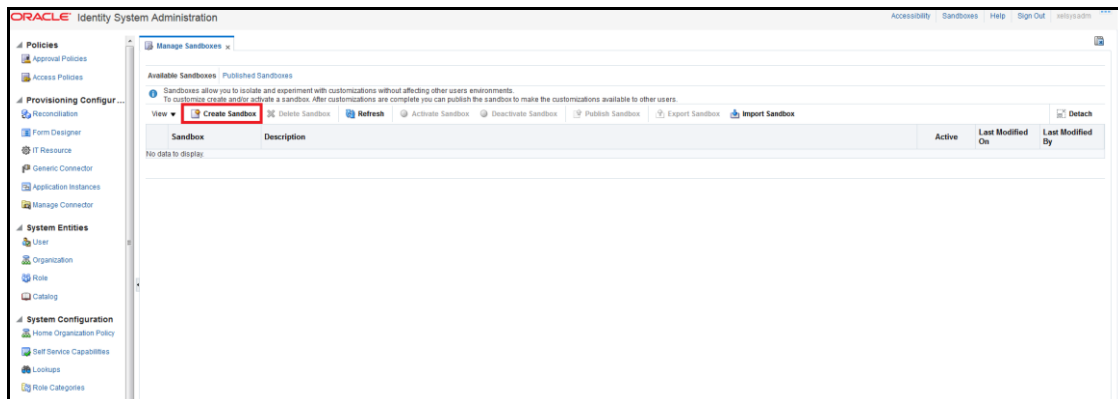 ORACLE Identity System Administration
Accessibility Sandboxes Help Sign Out xelsysadm
Policies
Approval Policies
Access Policies
Provisioning Configur...
Reconciliation
Form Designer
IT Resource
Generic Connector
Application Instances
Manage Connector
System Entities
User
Organization
Role
Catalog
System Configuration
Home Organization Policy
Self Service Capabilities
Lookups
Role Categories
Manage Sandboxes x
Available Sandboxes Published Sandboxes
Sandboxes allow you to isolate and experiment with customizations without affecting other users environments.
To customize create and/or activate a sandbox. After customizations are complete you can publish the sandbox to make the customizations available to other users.
View Create Sandbox Delete Sandbox Refresh Activate Sandbox Deactivate Sandbox Publish Sandbox Export Sandbox Import Sandbox Detach
Sandbox Description Active Last Modified On Last Modified By
No data to display.